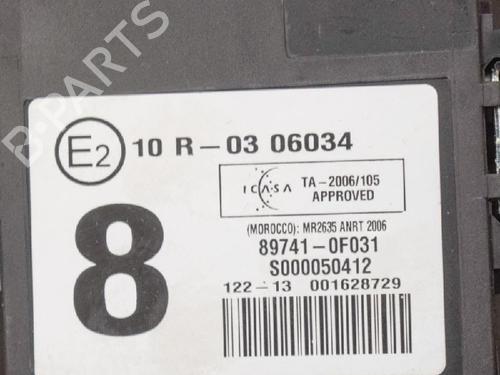 B-PARTS
E2 10 R-03 06034
ICASA TA-2006/105
APPROVED
8
(MOROCCO): MR2635 ANRT 2006
89741-0F031
S000050412
122-13 001628729